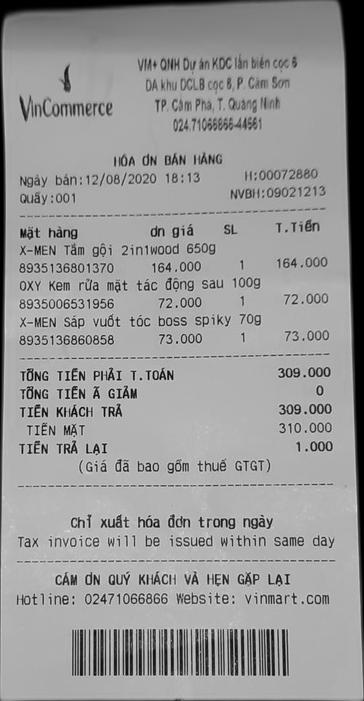 VinCommerce
VM+ QNH Dự án KDC lấn biển cọc 6
DA khu DCLB cọc 6, P. Cẩm Sơn
TP. Cẩm Phả, T. Quảng Ninh
024.71066866-44561
HÓA ƠN BÁN HÀNG
Ngày bán:12/08/2020 18:13 H:00072880
Quầy:001 NVBH:09021213
Mặt hàng ơn giá SL T.Tiền
X-MEN Tắm gội 2in1wood 650g
8935136801370 164.000 1 164.000
OXY Kem rửa mặt tác động sau 100g
8935006531956 72.000 1 72.000
X-MEN Sáp vuốt tóc boss spiky 70g
8935136860858 73.000 1 73.000
TỔNG TIỀN PHẢI T.TOÁN 309.000
TỔNG TIỀN Ã GIẢM 0
TIỀN KHÁCH TRẢ 309.000
TIỀN MẶT 310.000
TIỀN TRẢ LẠI 1.000
(Giá đã bao gồm thuế GTGT)
Chỉ xuất hóa đơn trong ngày
Tax invoice will be issued within same day
CẢM ƠN QUÝ KHÁCH VÀ HẸN GẶP LẠI
Hotline: 02471066866 Website: vinmart.com